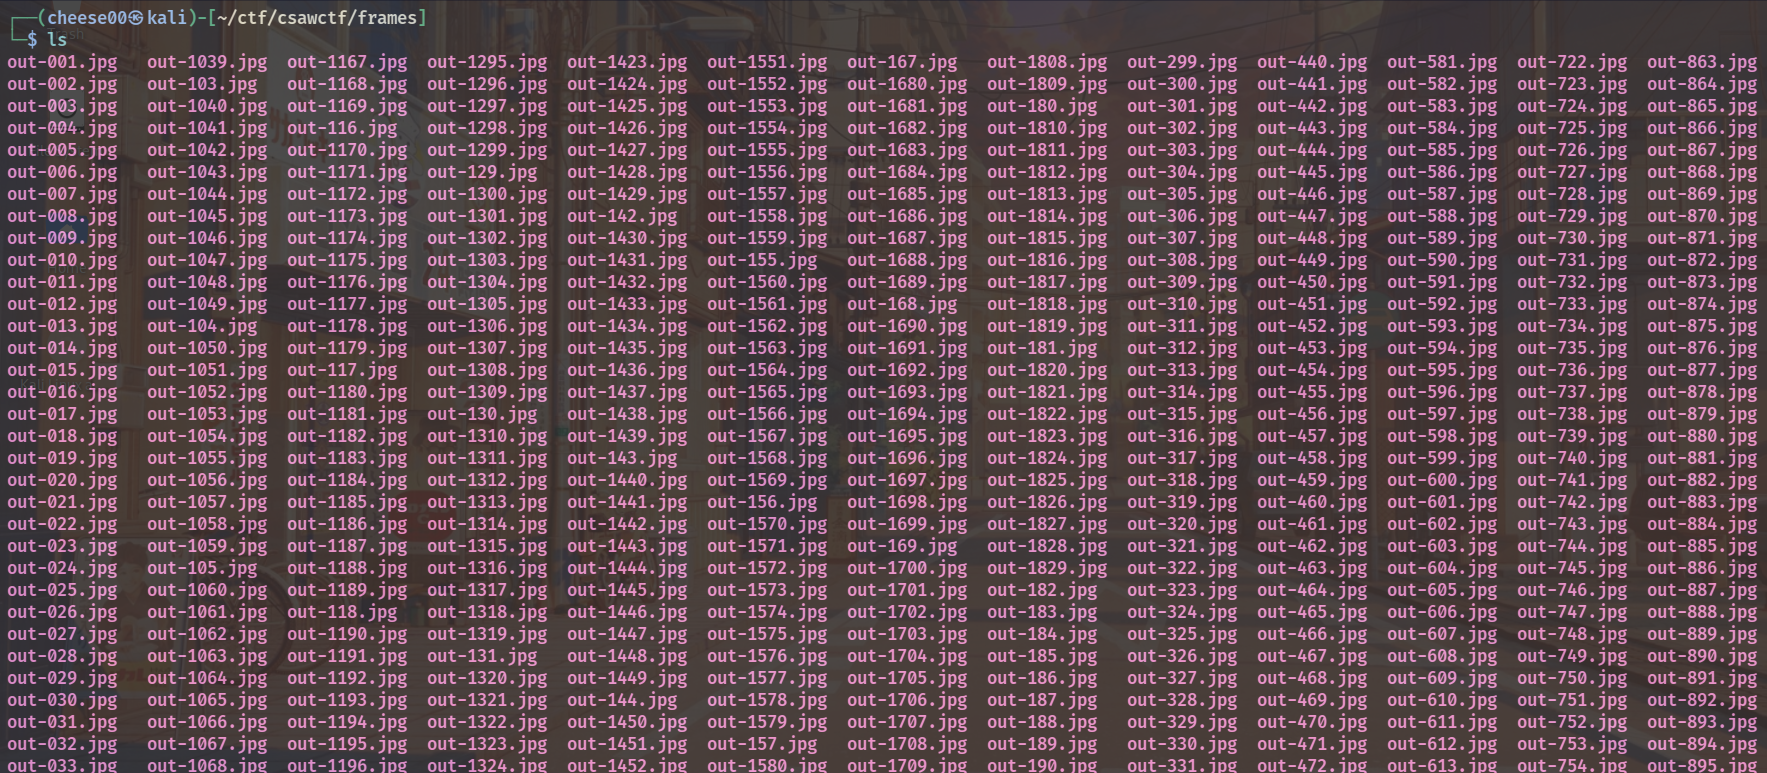 ┌──(cheese00㉿kali)-[~/ctf/csawctf/frames]
└─$ ls
out-001.jpg out-1039.jpg out-1167.jpg out-1295.jpg out-1423.jpg out-1551.jpg out-167.jpg out-1808.jpg out-299.jpg out-440.jpg out-581.jpg out-722.jpg out-863.jpg
out-002.jpg out-103.jpg out-1168.jpg out-1296.jpg out-1424.jpg out-1552.jpg out-1680.jpg out-1809.jpg out-300.jpg out-441.jpg out-582.jpg out-723.jpg out-864.jpg
out-003.jpg out-1040.jpg out-1169.jpg out-1297.jpg out-1425.jpg out-1553.jpg out-1681.jpg out-180.jpg out-301.jpg out-442.jpg out-583.jpg out-724.jpg out-865.jpg
out-004.jpg out-1041.jpg out-116.jpg out-1298.jpg out-1426.jpg out-1554.jpg out-1682.jpg out-1810.jpg out-302.jpg out-443.jpg out-584.jpg out-725.jpg out-866.jpg
out-005.jpg out-1042.jpg out-1170.jpg out-1299.jpg out-1427.jpg out-1555.jpg out-1683.jpg out-1811.jpg out-303.jpg out-444.jpg out-585.jpg out-726.jpg out-867.jpg
out-006.jpg out-1043.jpg out-1171.jpg out-129.jpg out-1428.jpg out-1556.jpg out-1684.jpg out-1812.jpg out-304.jpg out-445.jpg out-586.jpg out-727.jpg out-868.jpg
out-007.jpg out-1044.jpg out-1172.jpg out-1300.jpg out-1429.jpg out-1557.jpg out-1685.jpg out-1813.jpg out-305.jpg out-446.jpg out-587.jpg out-728.jpg out-869.jpg
out-008.jpg out-1045.jpg out-1173.jpg out-1301.jpg out-142.jpg out-1558.jpg out-1686.jpg out-1814.jpg out-306.jpg out-447.jpg out-588.jpg out-729.jpg out-870.jpg
out-009.jpg out-1046.jpg out-1174.jpg out-1302.jpg out-1430.jpg out-1559.jpg out-1687.jpg out-1815.jpg out-307.jpg out-448.jpg out-589.jpg out-730.jpg out-871.jpg
out-010.jpg out-1047.jpg out-1175.jpg out-1303.jpg out-1431.jpg out-155.jpg out-1688.jpg out-1816.jpg out-308.jpg out-449.jpg out-590.jpg out-731.jpg out-872.jpg
out-011.jpg out-1048.jpg out-1176.jpg out-1304.jpg out-1432.jpg out-1560.jpg out-1689.jpg out-1817.jpg out-309.jpg out-450.jpg out-591.jpg out-732.jpg out-873.jpg
out-012.jpg out-1049.jpg out-1177.jpg out-1305.jpg out-1433.jpg out-1561.jpg out-168.jpg out-1818.jpg out-310.jpg out-451.jpg out-592.jpg out-733.jpg out-874.jpg
out-013.jpg out-104.jpg out-1178.jpg out-1306.jpg out-1434.jpg out-1562.jpg out-1690.jpg out-1819.jpg out-311.jpg out-452.jpg out-593.jpg out-734.jpg out-875.jpg
out-014.jpg out-1050.jpg out-1179.jpg out-1307.jpg out-1435.jpg out-1563.jpg out-1691.jpg out-181.jpg out-312.jpg out-453.jpg out-594.jpg out-735.jpg out-876.jpg
out-015.jpg out-1051.jpg out-117.jpg out-1308.jpg out-1436.jpg out-1564.jpg out-1692.jpg out-1820.jpg out-313.jpg out-454.jpg out-595.jpg out-736.jpg out-877.jpg
out-016.jpg out-1052.jpg out-1180.jpg out-1309.jpg out-1437.jpg out-1565.jpg out-1693.jpg out-1821.jpg out-314.jpg out-455.jpg out-596.jpg out-737.jpg out-878.jpg
out-017.jpg out-1053.jpg out-1181.jpg out-130.jpg out-1438.jpg out-1566.jpg out-1694.jpg out-1822.jpg out-315.jpg out-456.jpg out-597.jpg out-738.jpg out-879.jpg
out-018.jpg out-1054.jpg out-1182.jpg out-1310.jpg out-1439.jpg out-1567.jpg out-1695.jpg out-1823.jpg out-316.jpg out-457.jpg out-598.jpg out-739.jpg out-880.jpg
out-019.jpg out-1055.jpg out-1183.jpg out-1311.jpg out-143.jpg out-1568.jpg out-1696.jpg out-1824.jpg out-317.jpg out-458.jpg out-599.jpg out-740.jpg out-881.jpg
out-020.jpg out-1056.jpg out-1184.jpg out-1312.jpg out-1440.jpg out-1569.jpg out-1697.jpg out-1825.jpg out-318.jpg out-459.jpg out-600.jpg out-741.jpg out-882.jpg
out-021.jpg out-1057.jpg out-1185.jpg out-1313.jpg out-1441.jpg out-156.jpg out-1698.jpg out-1826.jpg out-319.jpg out-460.jpg out-601.jpg out-742.jpg out-883.jpg
out-022.jpg out-1058.jpg out-1186.jpg out-1314.jpg out-1442.jpg out-1570.jpg out-1699.jpg out-1827.jpg out-320.jpg out-461.jpg out-602.jpg out-743.jpg out-884.jpg
out-023.jpg out-1059.jpg out-1187.jpg out-1315.jpg out-1443.jpg out-1571.jpg out-169.jpg out-1828.jpg out-321.jpg out-462.jpg out-603.jpg out-744.jpg out-885.jpg
out-024.jpg out-105.jpg out-1188.jpg out-1316.jpg out-1444.jpg out-1572.jpg out-1700.jpg out-1829.jpg out-322.jpg out-463.jpg out-604.jpg out-745.jpg out-886.jpg
out-025.jpg out-1060.jpg out-1189.jpg out-1317.jpg out-1445.jpg out-1573.jpg out-1701.jpg out-182.jpg out-323.jpg out-464.jpg out-605.jpg out-746.jpg out-887.jpg
out-026.jpg out-1061.jpg out-118.jpg out-1318.jpg out-1446.jpg out-1574.jpg out-1702.jpg out-183.jpg out-324.jpg out-465.jpg out-606.jpg out-747.jpg out-888.jpg
out-027.jpg out-1062.jpg out-1190.jpg out-1319.jpg out-1447.jpg out-1575.jpg out-1703.jpg out-184.jpg out-325.jpg out-466.jpg out-607.jpg out-748.jpg out-889.jpg
out-028.jpg out-1063.jpg out-1191.jpg out-131.jpg out-1448.jpg out-1576.jpg out-1704.jpg out-185.jpg out-326.jpg out-467.jpg out-608.jpg out-749.jpg out-890.jpg
out-029.jpg out-1064.jpg out-1192.jpg out-1320.jpg out-1449.jpg out-1577.jpg out-1705.jpg out-186.jpg out-327.jpg out-468.jpg out-609.jpg out-750.jpg out-891.jpg
out-030.jpg out-1065.jpg out-1193.jpg out-1321.jpg out-144.jpg out-1578.jpg out-1706.jpg out-187.jpg out-328.jpg out-469.jpg out-610.jpg out-751.jpg out-892.jpg
out-031.jpg out-1066.jpg out-1194.jpg out-1322.jpg out-1450.jpg out-1579.jpg out-1707.jpg out-188.jpg out-329.jpg out-470.jpg out-611.jpg out-752.jpg out-893.jpg
out-032.jpg out-1067.jpg out-1195.jpg out-1323.jpg out-1451.jpg out-157.jpg out-1708.jpg out-189.jpg out-330.jpg out-471.jpg out-612.jpg out-753.jpg out-894.jpg
out-033.jpg out-1068.jpg out-1196.jpg out-1324.jpg out-1452.jpg out-1580.jpg out-1709.jpg out-190.jpg out-331.jpg out-472.jpg out-613.jpg out-754.jpg out-895.jpg